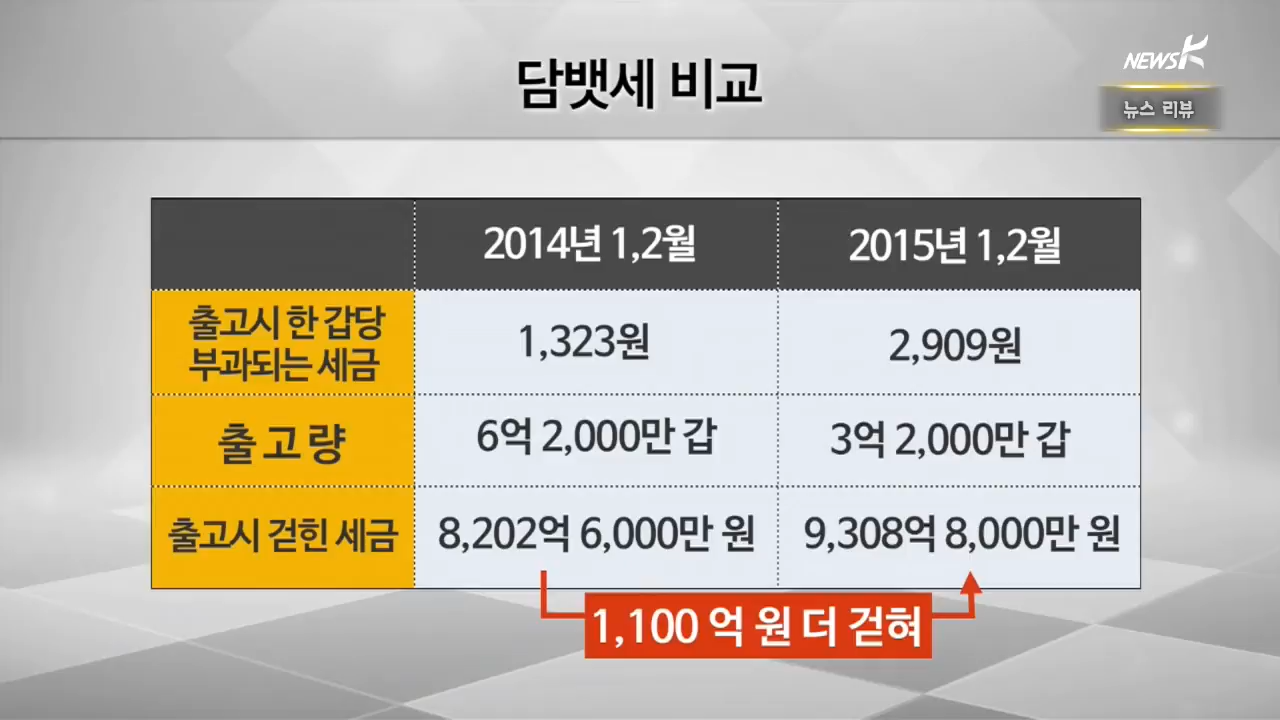 담뱃세 비교
NEWS K
뉴스 리뷰
2014년 1,2월
2015년 1,2월
출고시 한 갑당
부과되는 세금
1,323원
2,909원
출 고 량
6억 2,000만 갑
3억 2,000만 갑
출고시 걷힌 세금
8,202억 6,000만 원
9,308억 8,000만 원
1,100 억 원 더 걷혀